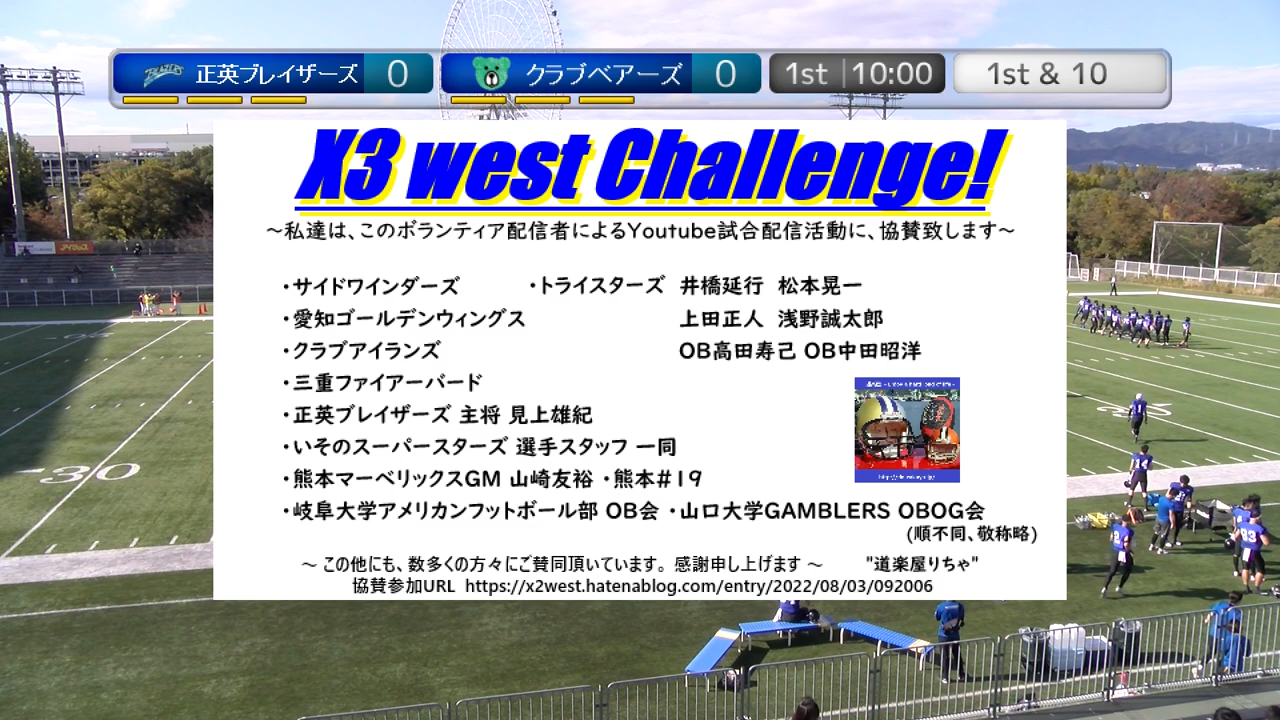 BLAZERS 正英ブレイザーズ 0 クラブベアーズ 0 1st 10:00 1st & 10
X3 west Challenge!
～私達は、このボランティア配信者によるYoutube試合配信活動に、協賛致します～
・サイドワインダーズ ・トライスターズ 井橋延行 松本晃一
・愛知ゴールデンウィングス 上田正人 浅野誠太郎
・クラブアイランズ OB高田寿己 OB中田昭洋
・三重ファイアーバード
・正英ブレイザーズ 主将 見上雄紀
・いそのスーパースターズ 選手スタッフ 一同
・熊本マーベリックスGM 山崎友裕 ・熊本#19
・岐阜大学アメリカンフットボール部 OB会 ・山口大学GAMBLERS OBOG会
(順不同、敬称略)
～ この他にも、数多くの方々にご賛同頂いています。感謝申し上げます ～ "道楽屋りちゃ"
協賛参加URL https://x2west.hatenablog.com/entry/2022/08/03/092006
30
1
14
2
93